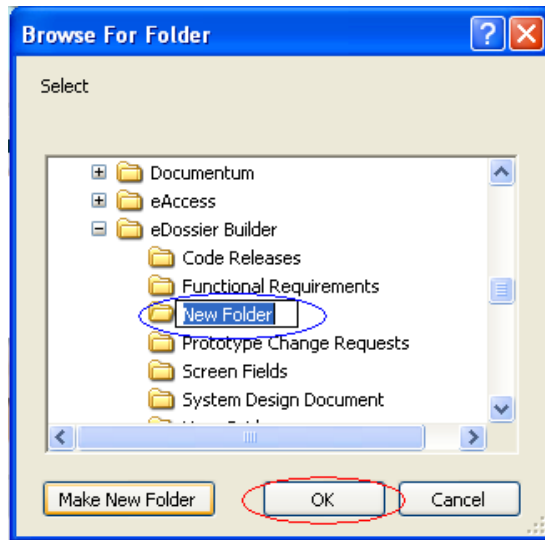 Browse For Folder
Select
Documentum
eAccess
eDossier Builder
Code Releases
Functional Requirements
New Folder
Prototype Change Requests
Screen Fields
System Design Document
Make New Folder
OK
Cancel